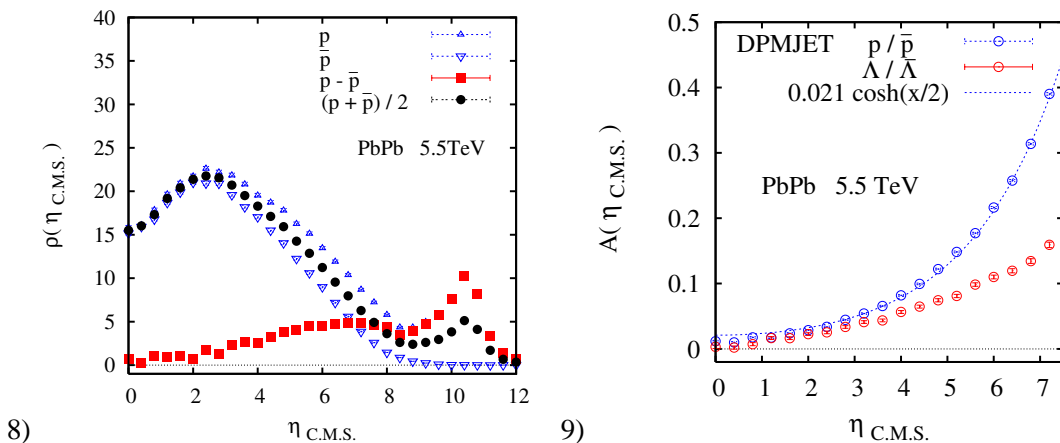 40
35
30
25
20
15
10
5
0
ρ( η C.M.S. )
p
p̄
p - p̄
(p + p̄) / 2
PbPb 5.5TeV
0 2 4 6 8 10 12
η C.M.S.
8)
0.5
0.4
0.3
0.2
0.1
0
A( η C.M.S. )
DPMJET p / p̄
Λ / Λ̄
0.021 cosh(x/2)
PbPb 5.5 TeV
0 1 2 3 4 5 6 7
η C.M.S.
9)